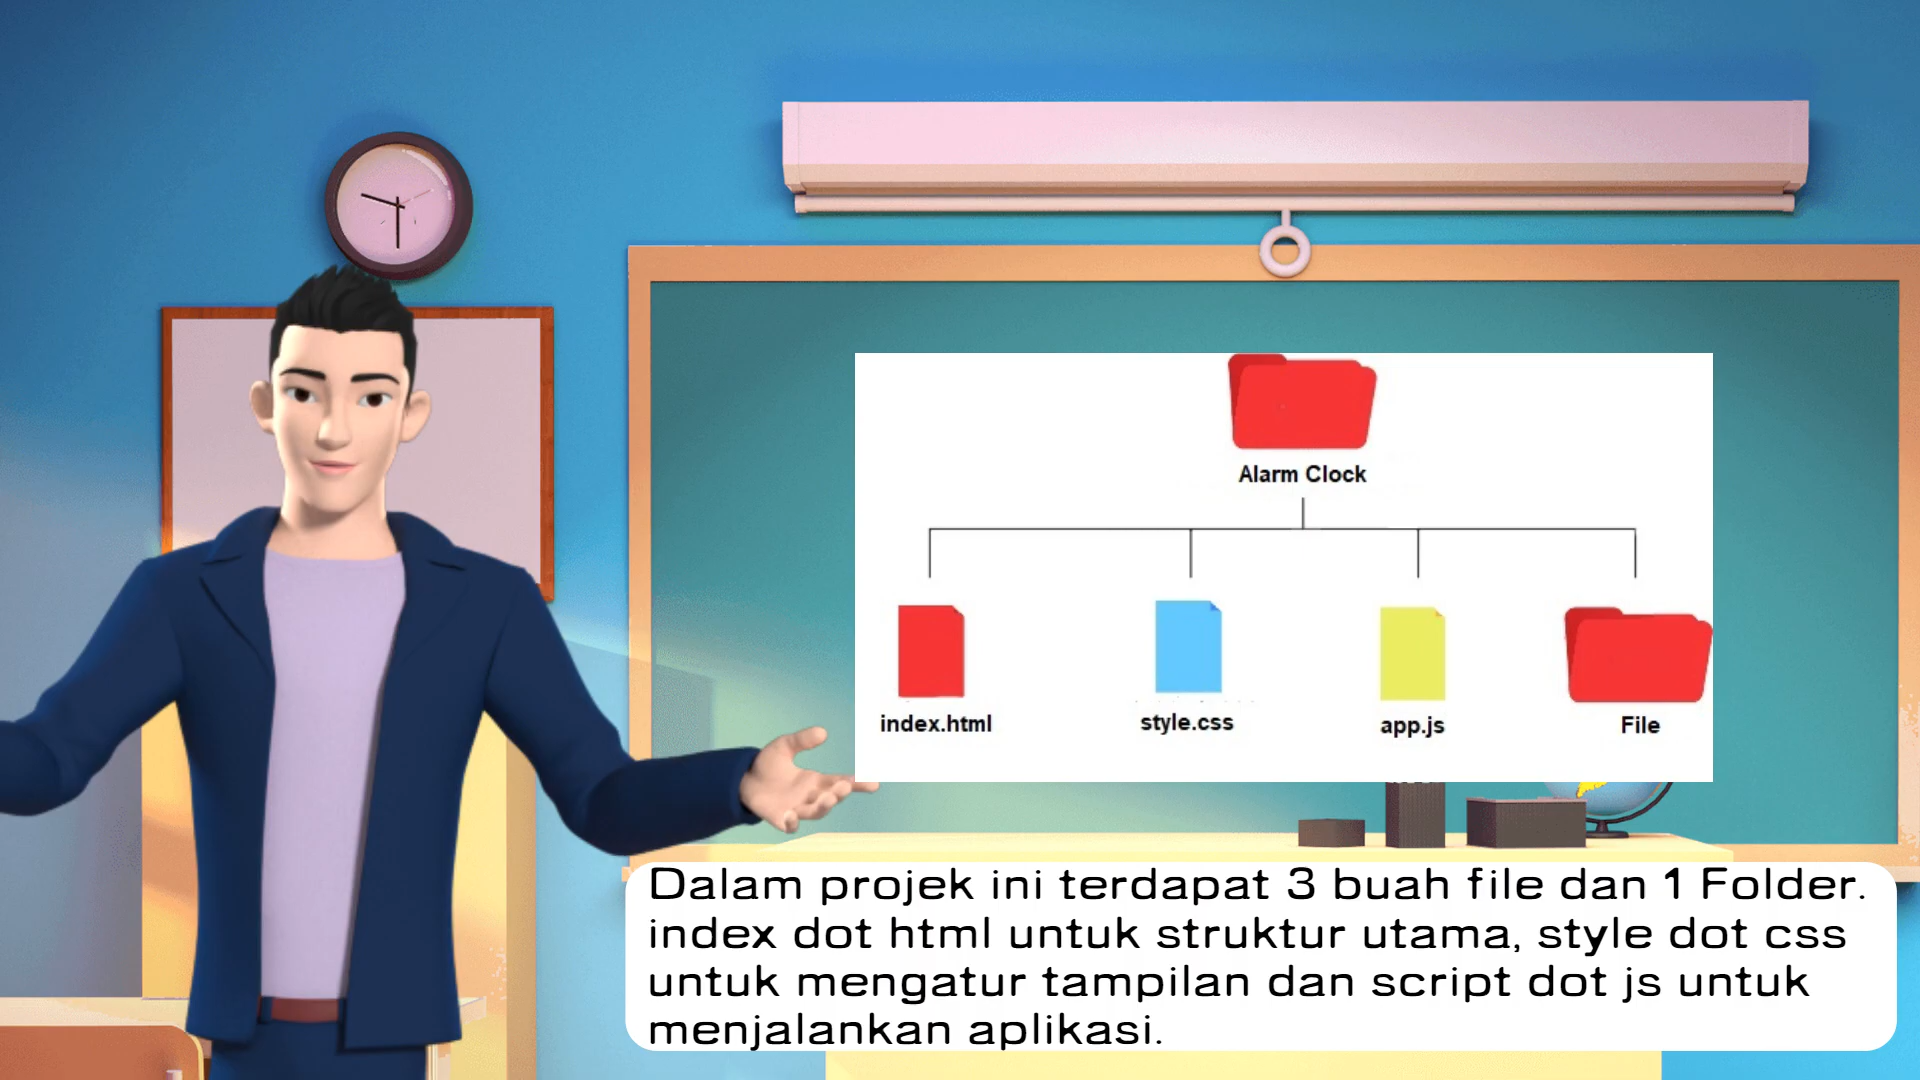 Alarm Clock
index.html
style.css
app.js
File
Dalam projek ini terdapat 3 buah file dan 1 Folder.
index dot html untuk struktur utama, style dot css
untuk mengatur tampilan dan script dot js untuk
menjalankan aplikasi.